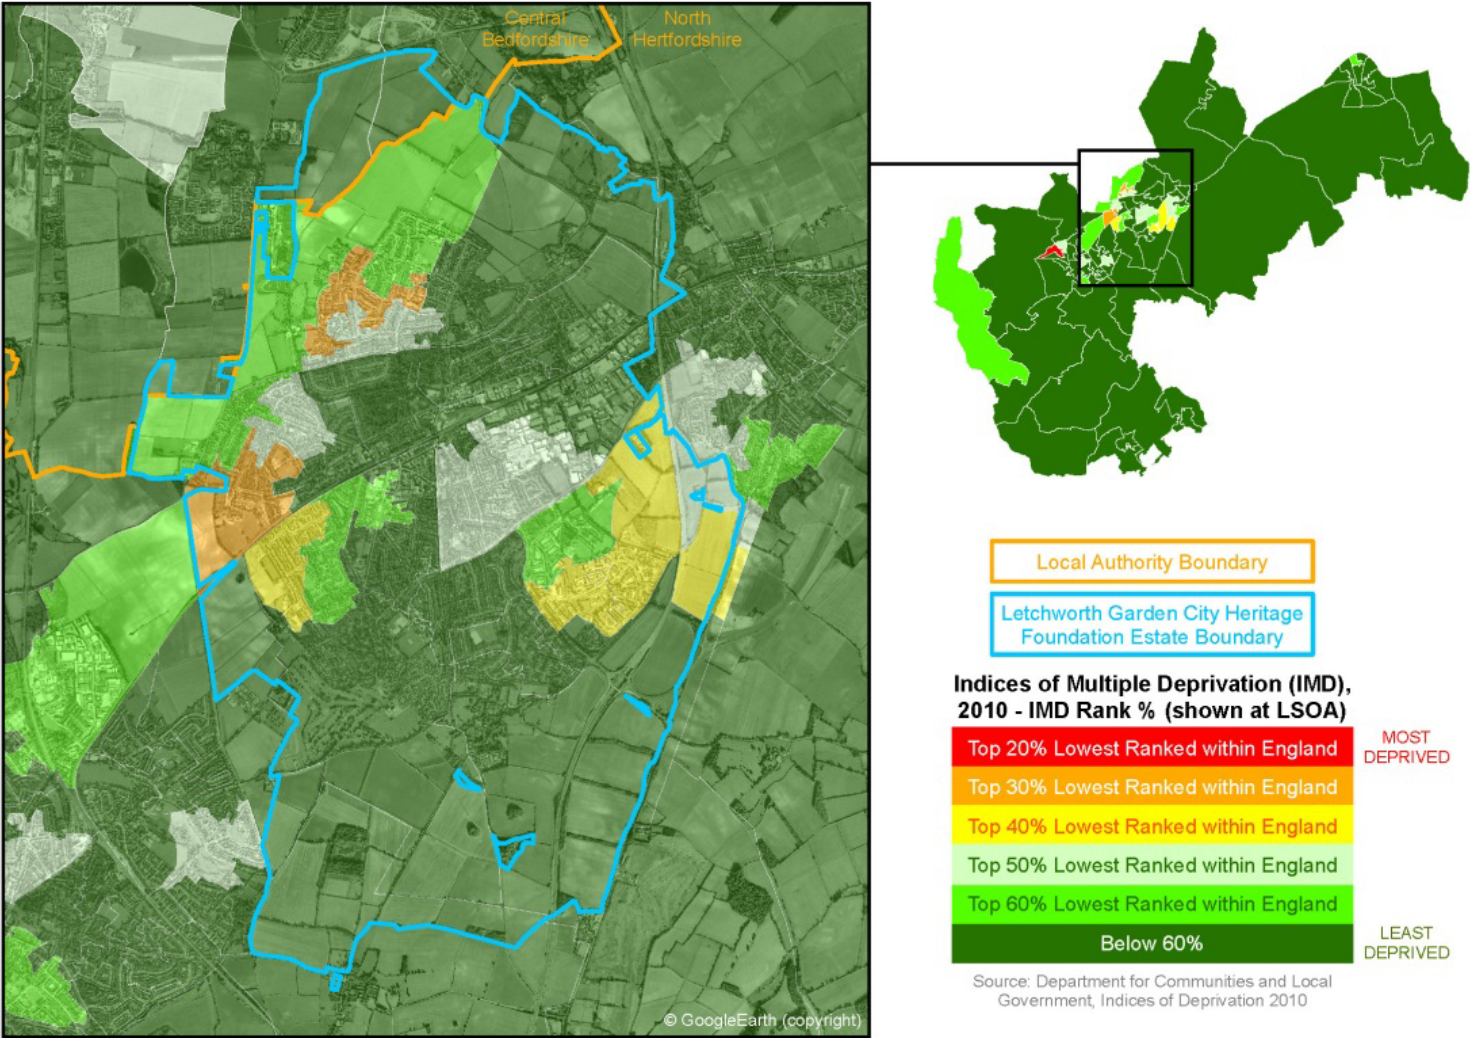 Central
Bedfordshire
North
Hertfordshire
© GoogleEarth (copyright)
Local Authority Boundary
Letchworth Garden City Heritage
Foundation Estate Boundary
Indices of Multiple Deprivation (IMD),
2010 - IMD Rank % (shown at LSOA)
Top 20% Lowest Ranked within England
MOST
DEPRIVED
Top 30% Lowest Ranked within England
Top 40% Lowest Ranked within England
Top 50% Lowest Ranked within England
Top 60% Lowest Ranked within England
Below 60%
LEAST
DEPRIVED
Source: Department for Communities and Local
Government, Indices of Deprivation 2010